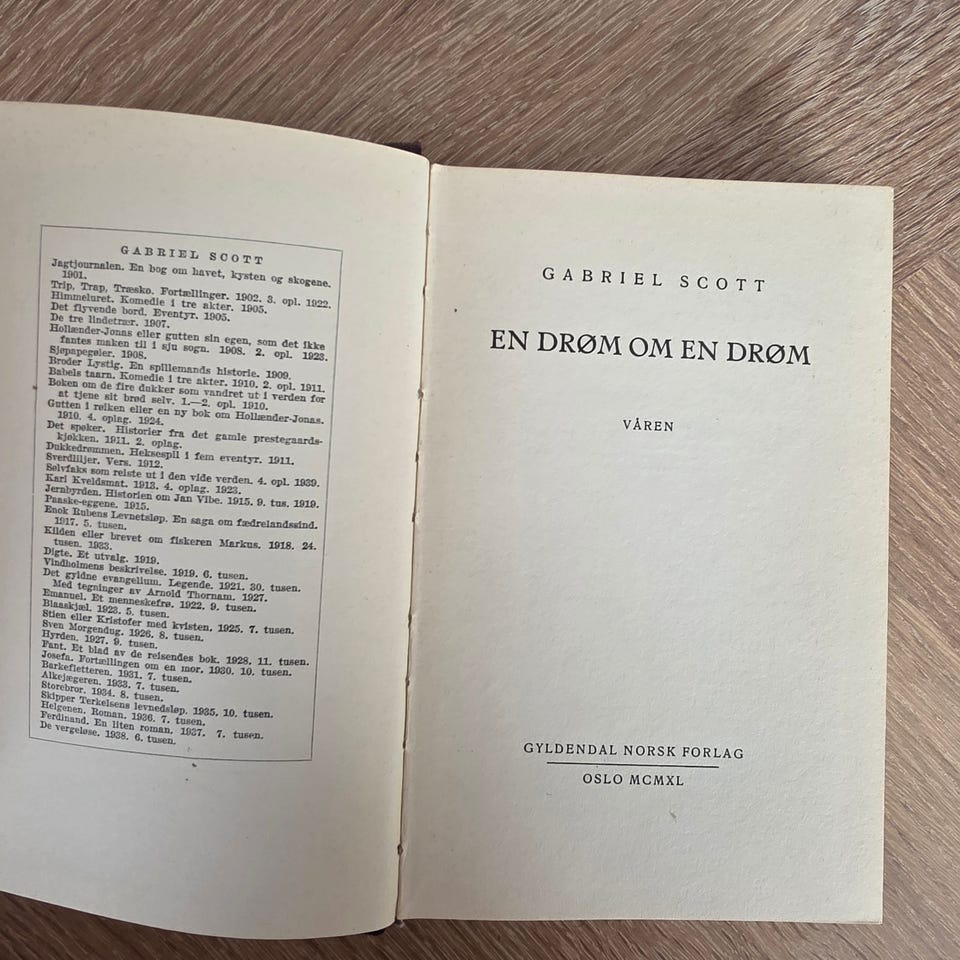 GABRIEL SCOTT
Jagtjournalen. En bog om havet, kysten og skogene.
1901.
Trip, Trap, Træsko. Fortællinger. 1902. 3. opl. 1922.
Himmeluret. Komedie i tre akter. 1905.
Det flyvende bord. Eventyr. 1905.
De tre lindetrær. 1907.
Hollænder-Jonas eller gutten sin egen, som det ikke
fantes maken til i sju sogn. 1908. 2. opl. 1923.
Sjøpapegøier. 1908.
Broder Lystig. En spillemands historie. 1909.
Babels taarn. Komedie i tre akter. 1910. 2. opl. 1911.
Boken om de fire dukker som vandret ut i verden for
at tjene sit brød selv. 1.—2. opl. 1910.
Gutten i røiken eller en ny bok om Hollænder-Jonas.
1910. 4. oplag. 1924.
Det spøker. Historier fra det gamle prestegaards-
kjøkken. 1911. 2. oplag.
Dukkedrømmen. Heksespil i fem eventyr. 1911.
Sverdliljer. Vers. 1912.
Sølvfaks som reiste ut i den vide verden. 4. opl. 1939.
Karl Kveldsmat. 1913. 4. oplag. 1923.
Jernbyrden. Historien om Jan Vibe. 1915. 9. tus. 1919.
Paaske-eggene. 1915.
Enok Rubens Levnetsløp. En saga om fædrelandssind.
1917. 5. tusen.
Kilden eller brevet om fiskeren Markus. 1918. 24.
tusen. 1933.
Digte. Et utvalg. 1919.
Vindholmens beskrivelse. 1919. 6. tusen.
Det gyldne evangelium. Legende. 1921. 30. tusen.
Med tegninger av Arnold Thornam. 1927.
Emanuel. Et menneskefrø. 1922. 9. tusen.
Blaaskjæl. 1923. 5. tusen.
Stien eller Kristofer med kvisten. 1925. 7. tusen.
Sven Morgendug. 1926. 8. tusen.
Hyrden. 1927. 9. tusen.
Fant. Et blad av de reisendes bok. 1928. 11. tusen.
Josefa. Fortællingen om en mor. 1930. 10. tusen.
Barkefletteren. 1931. 7. tusen.
Alkejægeren. 1933. 7. tusen.
Storebror. 1934. 8. tusen.
Skipper Terkelsens levnedsløp. 1935. 10. tusen.
Helgenen. Roman. 1936. 7. tusen.
Ferdinand. En liten roman. 1937. 7. tusen.
De vergeløse. 1938. 6. tusen.
GABRIEL SCOTT
EN DRØM OM EN DRØM
VÅREN
GYLDENDAL NORSK FORLAG
OSLO MCMXL